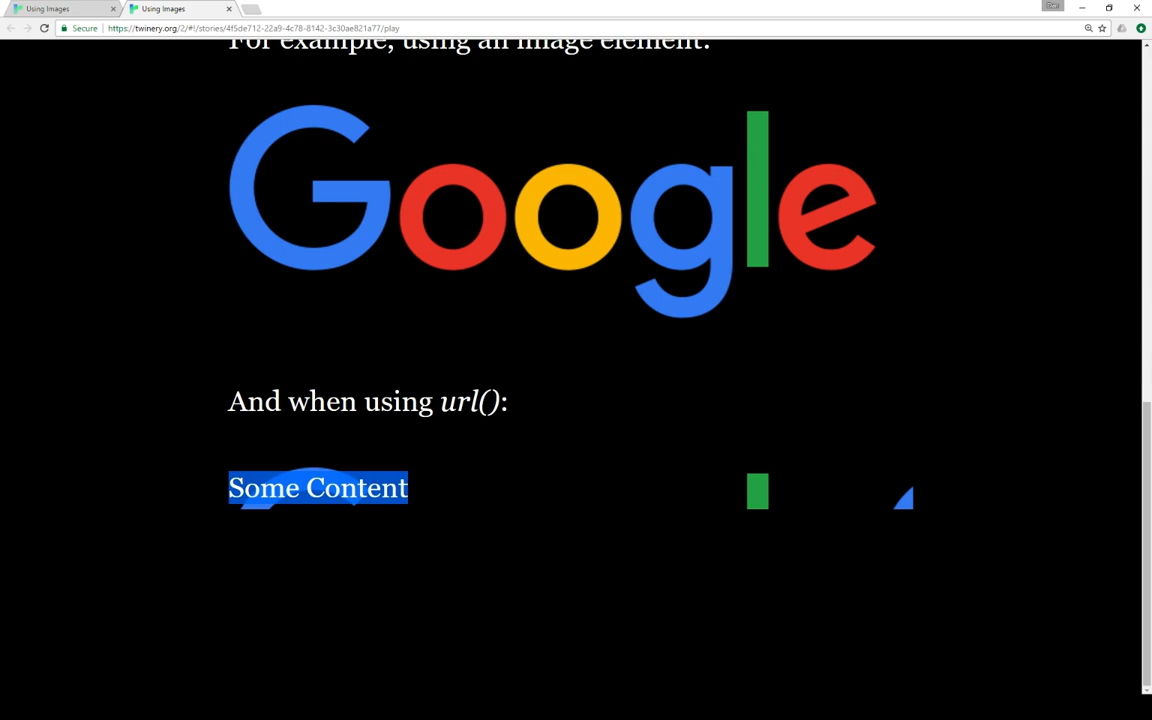 Using Images
Using Images
San
Secure
https://twinery.org/2/#!/stories/4f5de712-22a9-4c78-8142-3c30ae821a77/play
For example, using an image element:
Google
And when using url():
Some Content